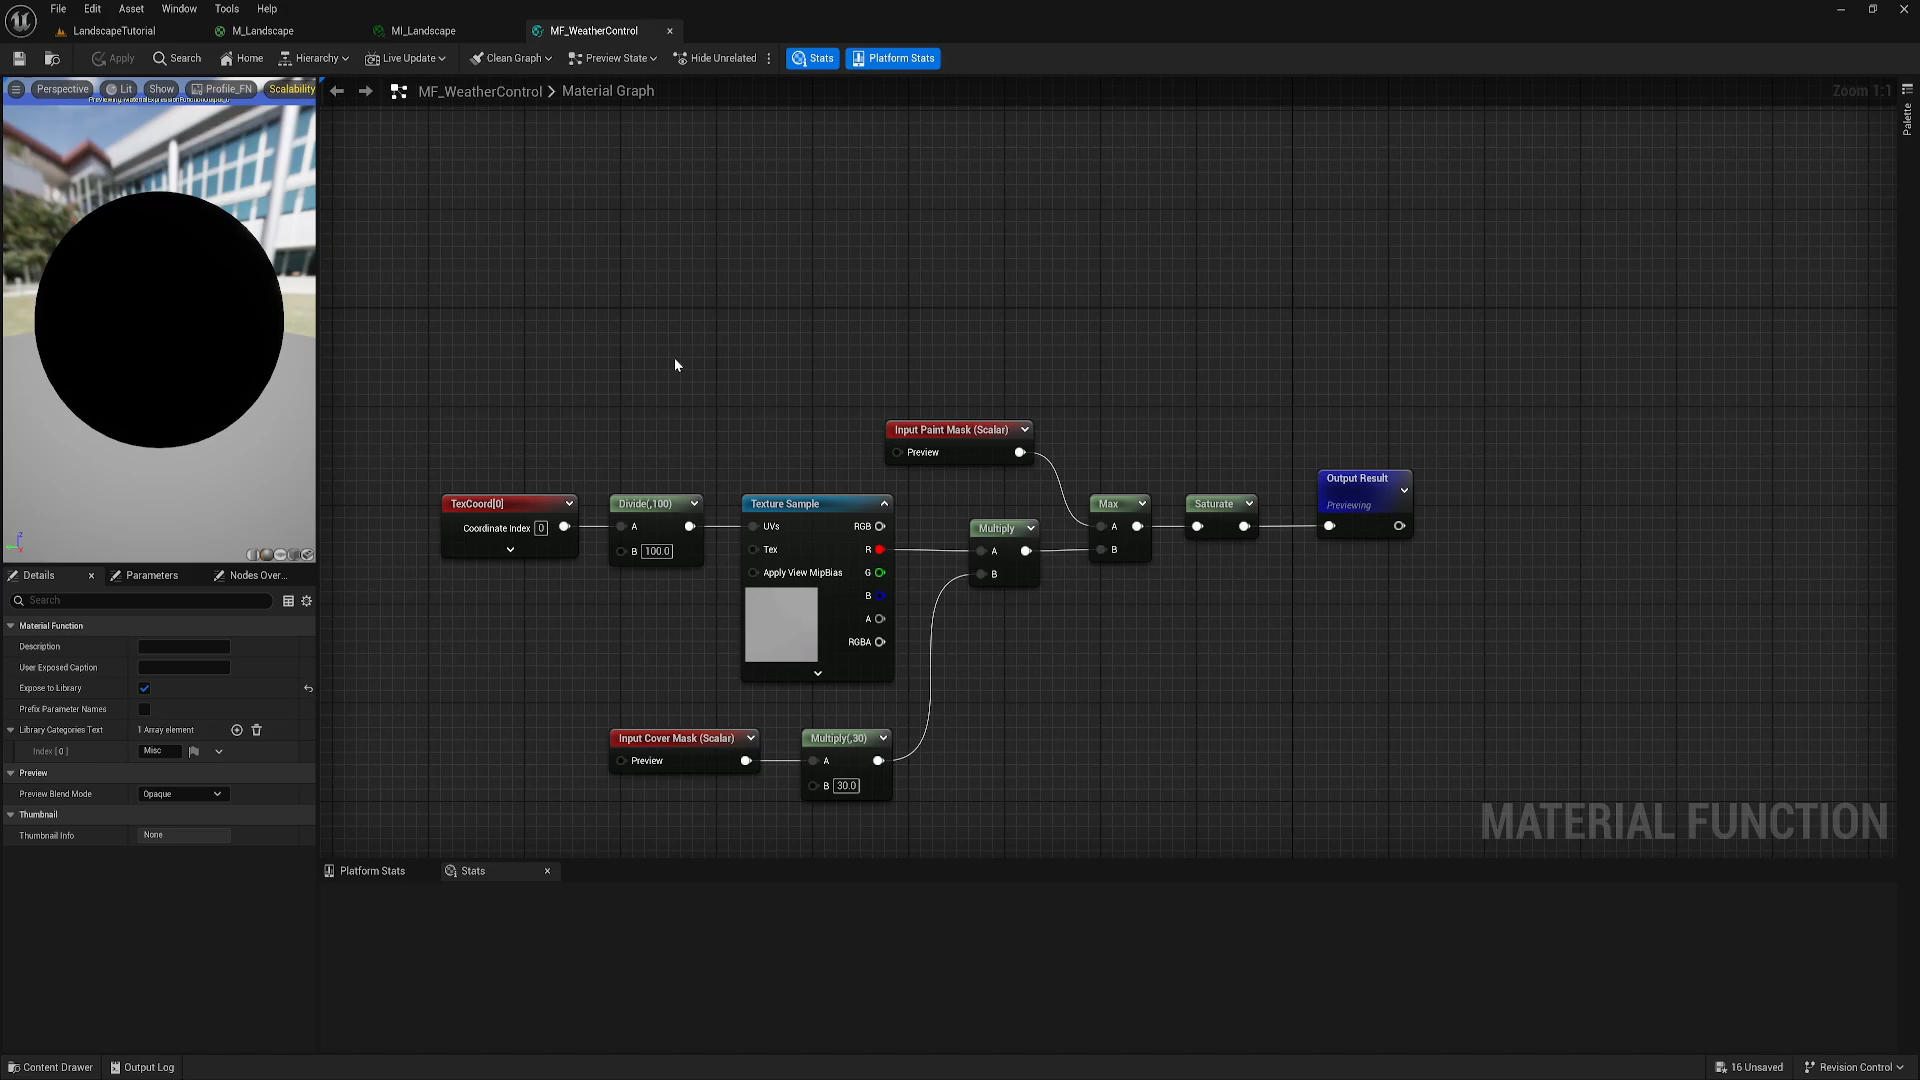 File Edit Asset Window Tools Help
LandscapeTutorial M_Landscape MI_Landscape MF_WeatherControl
Apply Search Home Hierarchy Live Update Clean Graph Preview State Hide Unrelated Stats Platform Stats
Perspective Lit Show Profile_FN Scalability
MF_WeatherControl > Material Graph
Zoom 1:1
Palette
Input Paint Mask (Scalar)
Preview
TexCoord[0]
Coordinate Index 0
Divide(,100)
A
B 100.0
Texture Sample
UVs RGB
Tex R
Apply View MipBias G
B
A
RGBA
Multiply
A
B
Max
A
B
Saturate
Output Result
Previewing
Input Cover Mask (Scalar)
Preview
Multiply(,30)
A
B 30.0
MATERIAL FUNCTION
Z
Details Parameters Nodes Over...
Search
Material Function
Description
User Exposed Caption
Expose to Library
Prefix Parameter Names
Library Categories Text 1 Array element
Index [ 0 ] Misc
Preview
Preview Blend Mode Opaque
Thumbnail
Thumbnail Info None
Platform Stats Stats
Content Drawer Output Log 16 Unsaved Revision Control